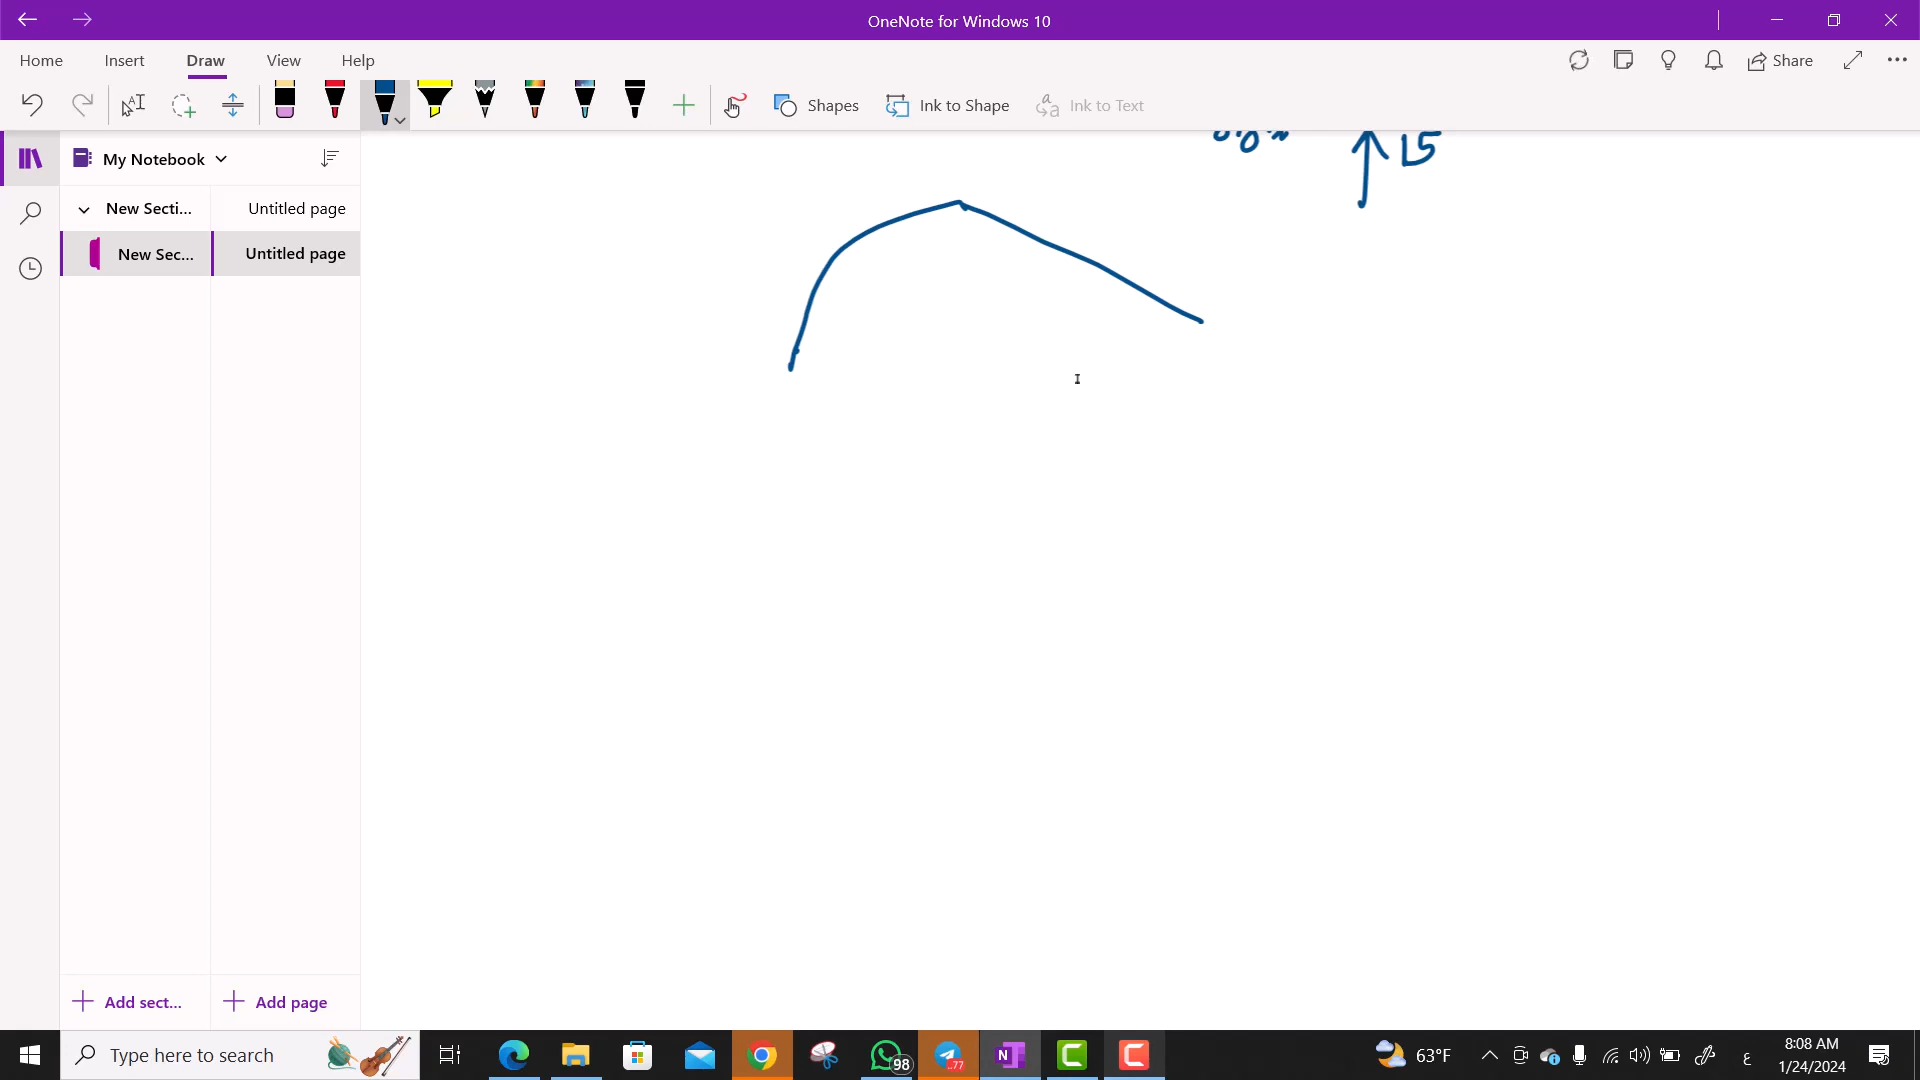 OneNote for Windows 10
Home Insert Draw View Help Share
Shapes Ink to Shape Ink to Text
15
My Notebook
New Secti... Untitled page
New Sec... Untitled page
Add sect... Add page
Type here to search 98 ..77 63°F ع 8:08 AM
1/24/2024